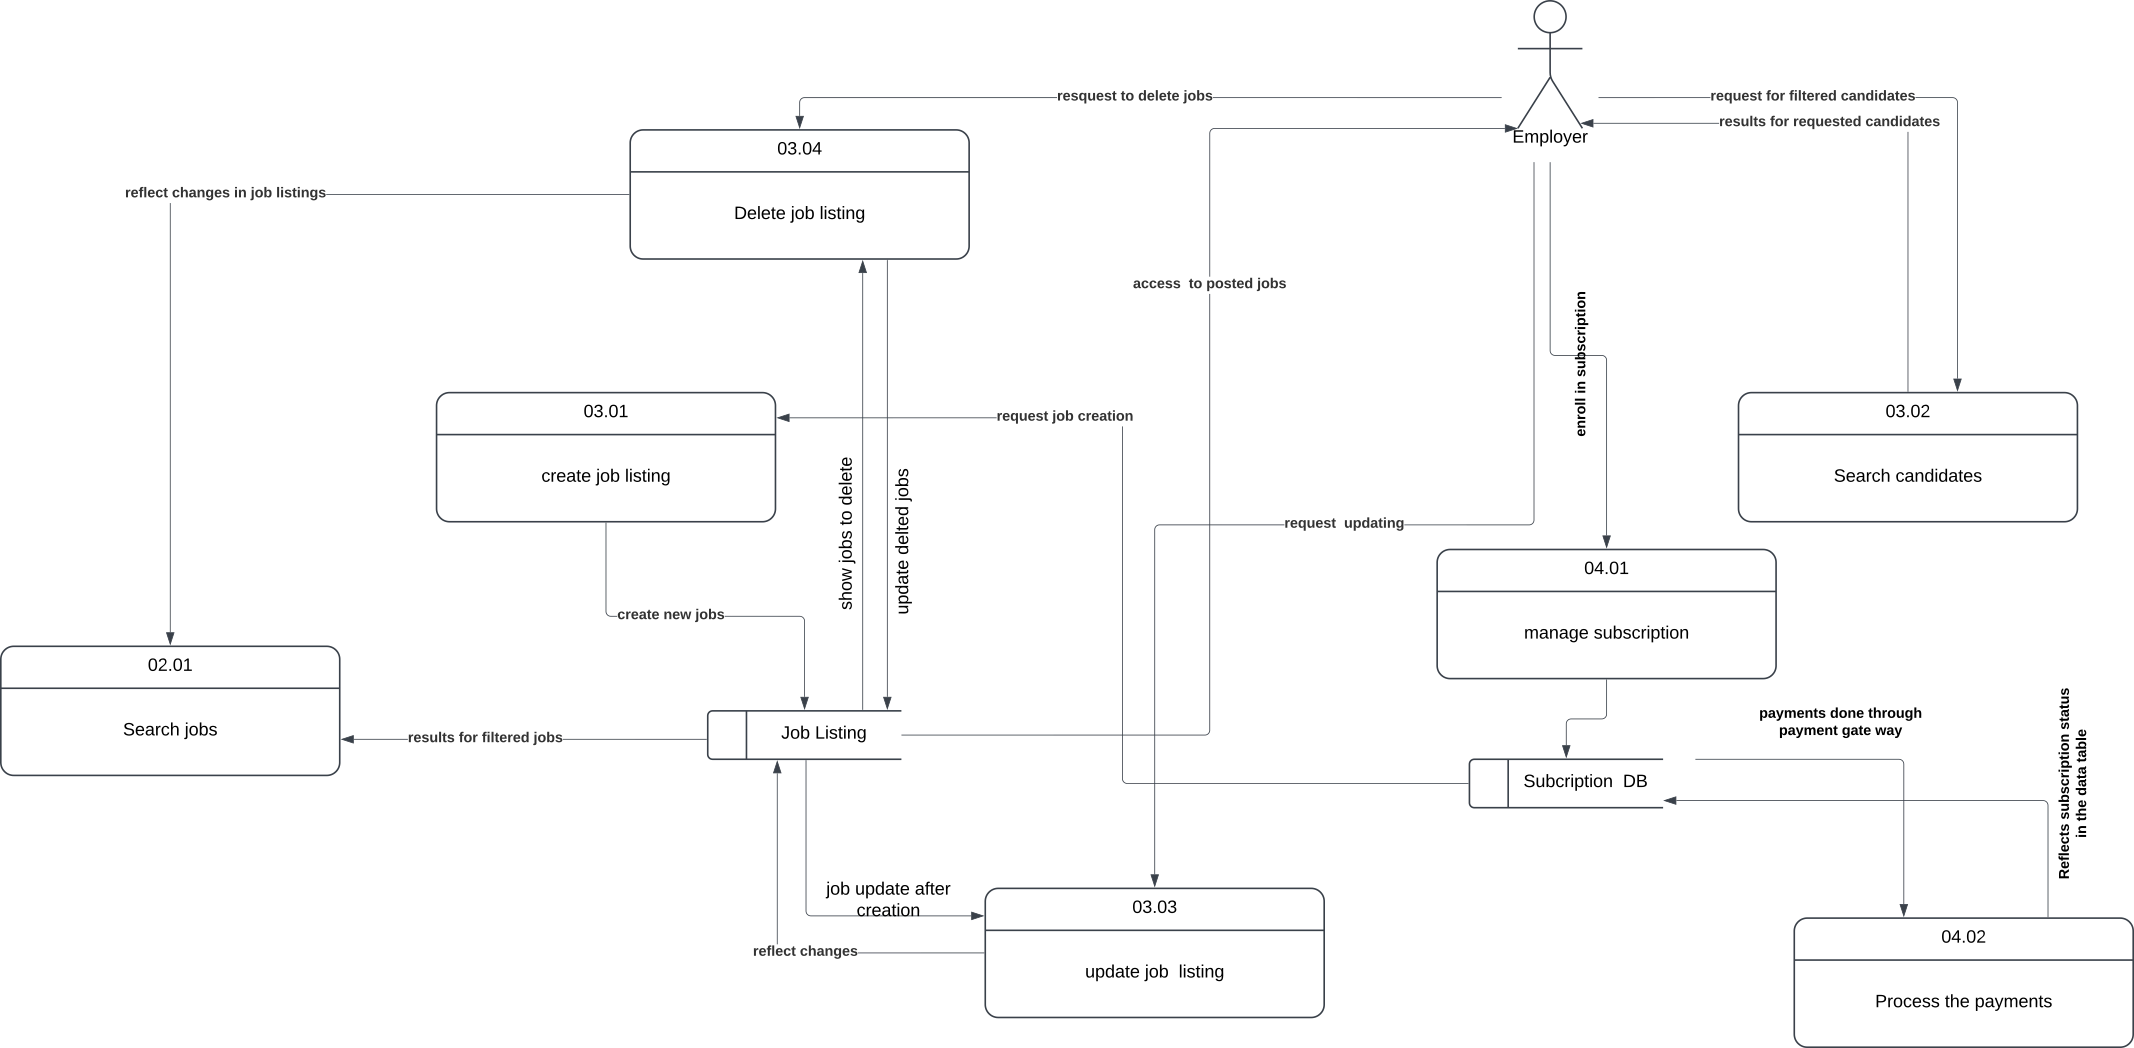 resquest to delete jobs
request for filtered candidates
results for requested candidates
Employer
03.04
Delete job listing
reflect changes in job listings
access  to posted jobs
enroll in subscription
03.01
create job listing
request job creation
03.02
Search candidates
show jobs to delete
update delted jobs
request  updating
04.01
manage subscription
create new jobs
02.01
Search jobs
results for filtered jobs
Job Listing
payments done through
payment gate way
Reflects subscription status
in the data table
Subcription  DB
job update after
creation
reflect changes
03.03
update job  listing
04.02
Process the payments